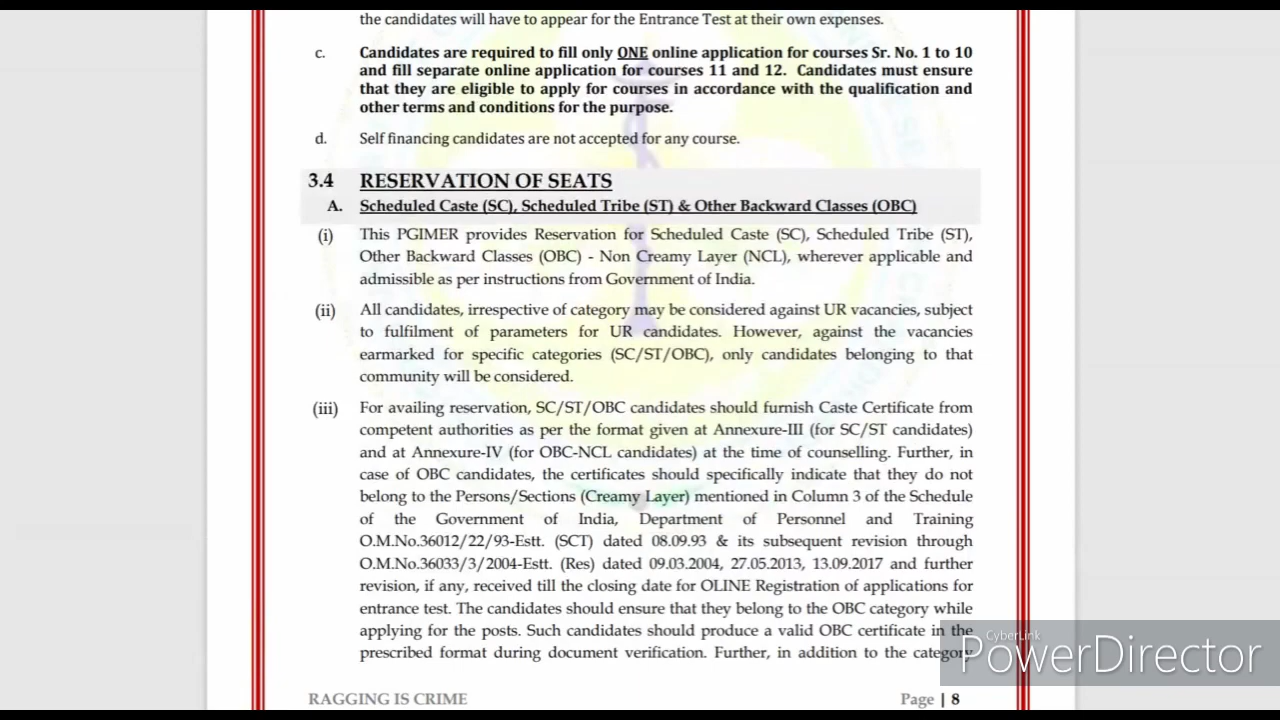 the candidates will have to appear for the Entrance Test at their own expenses.
c. Candidates are required to fill only ONE online application for courses Sr. No. 1 to 10
and fill separate online application for courses 11 and 12. Candidates must ensure
that they are eligible to apply for courses in accordance with the qualification and
other terms and conditions for the purpose.
d. Self financing candidates are not accepted for any course.
3.4 RESERVATION OF SEATS
A. Scheduled Caste (SC), Scheduled Tribe (ST) & Other Backward Classes (OBC)
(i) This PGIMER provides Reservation for Scheduled Caste (SC), Scheduled Tribe (ST),
Other Backward Classes (OBC) - Non Creamy Layer (NCL), wherever applicable and
admissible as per instructions from Government of India.
(ii) All candidates, irrespective of category may be considered against UR vacancies, subject
to fulfilment of parameters for UR candidates. However, against the vacancies
earmarked for specific categories (SC/ST/OBC), only candidates belonging to that
community will be considered.
(iii) For availing reservation, SC/ST/OBC candidates should furnish Caste Certificate from
competent authorities as per the format given at Annexure-III (for SC/ST candidates)
and at Annexure-IV (for OBC-NCL candidates) at the time of counselling. Further, in
case of OBC candidates, the certificates should specifically indicate that they do not
belong to the Persons/Sections (Creamy Layer) mentioned in Column 3 of the Schedule
of the Government of India, Department of Personnel and Training
O.M.No.36012/22/93-Estt. (SCT) dated 08.09.93 & its subsequent revision through
O.M.No.36033/3/2004-Estt. (Res) dated 09.03.2004, 27.05.2013, 13.09.2017 and further
revision, if any, received till the closing date for OLINE Registration of applications for
entrance test. The candidates should ensure that they belong to the OBC category while
applying for the posts. Such candidates should produce a valid OBC certificate in the
prescribed format during document verification. Further, in addition to the category
CyberLink
PowerDirector
RAGGING IS CRIME Page | 8